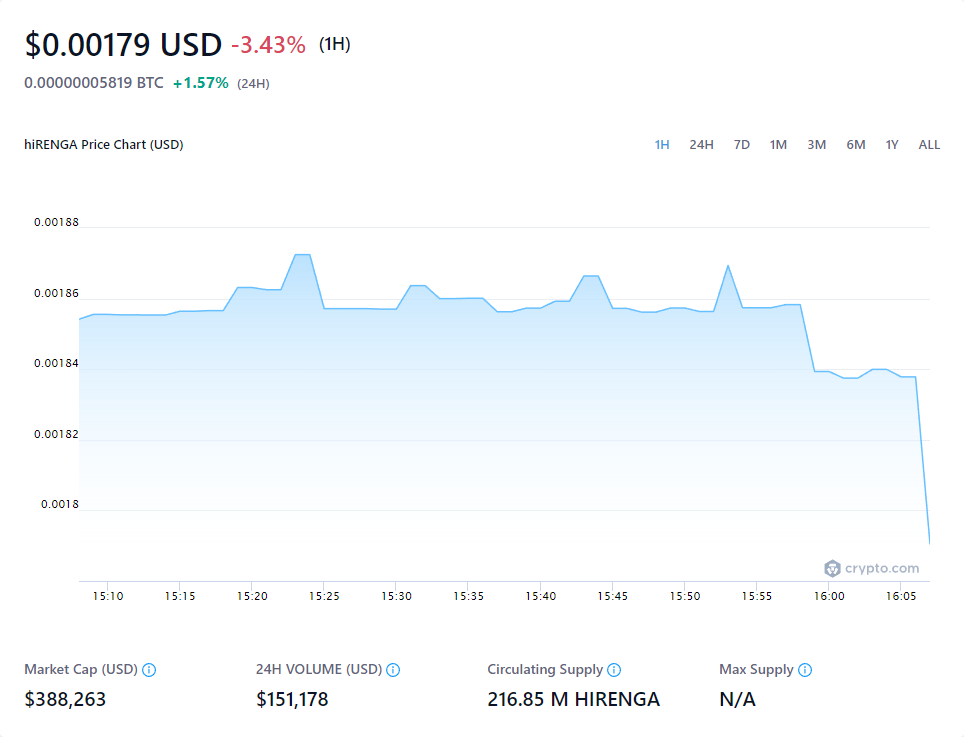 $0.00179 USD -3.43% (1H)
0.00000005819 BTC +1.57% (24H)
hiRENGA Price Chart (USD) 1H 24H 7D 1M 3M 6M 1Y ALL
0.00188
0.00186
0.00184
0.00182
0.0018
crypto.com
15:10 15:15 15:20 15:25 15:30 15:35 15:40 15:45 15:50 15:55 16:00 16:05
Market Cap (USD) 24H VOLUME (USD) Circulating Supply Max Supply
$388,263 $151,178 216.85 M HIRENGA N/A